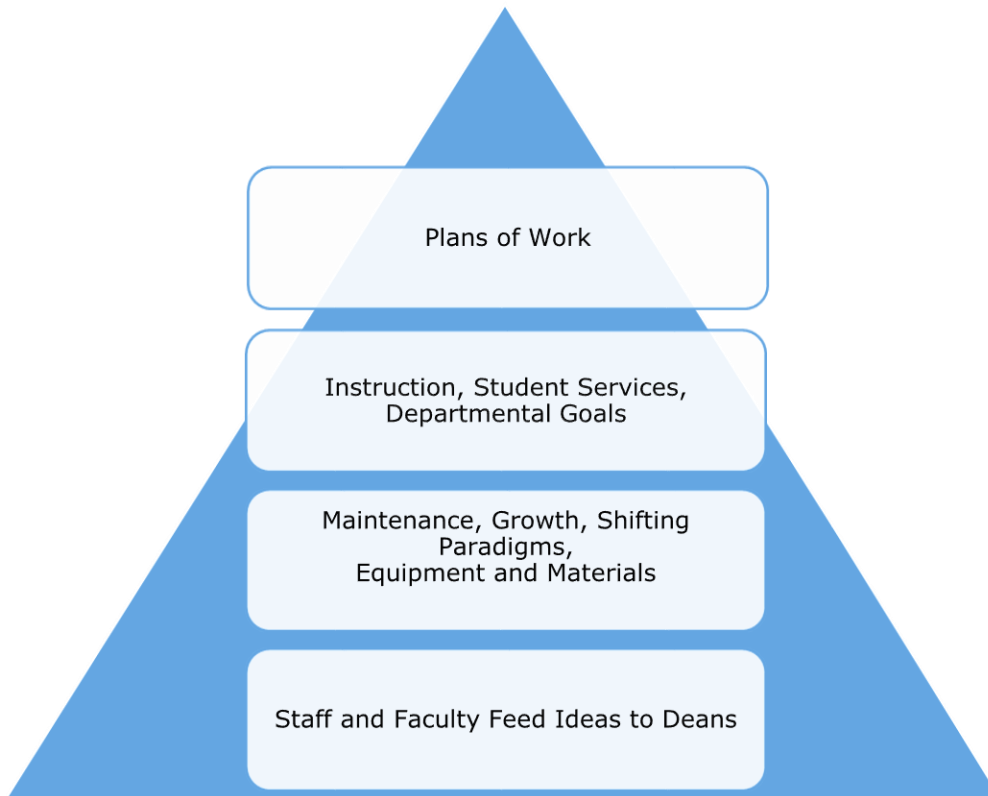 Plans of Work
Instruction, Student Services,
Departmental Goals
Maintenance, Growth, Shifting
Paradigms,
Equipment and Materials
Staff and Faculty Feed Ideas to Deans